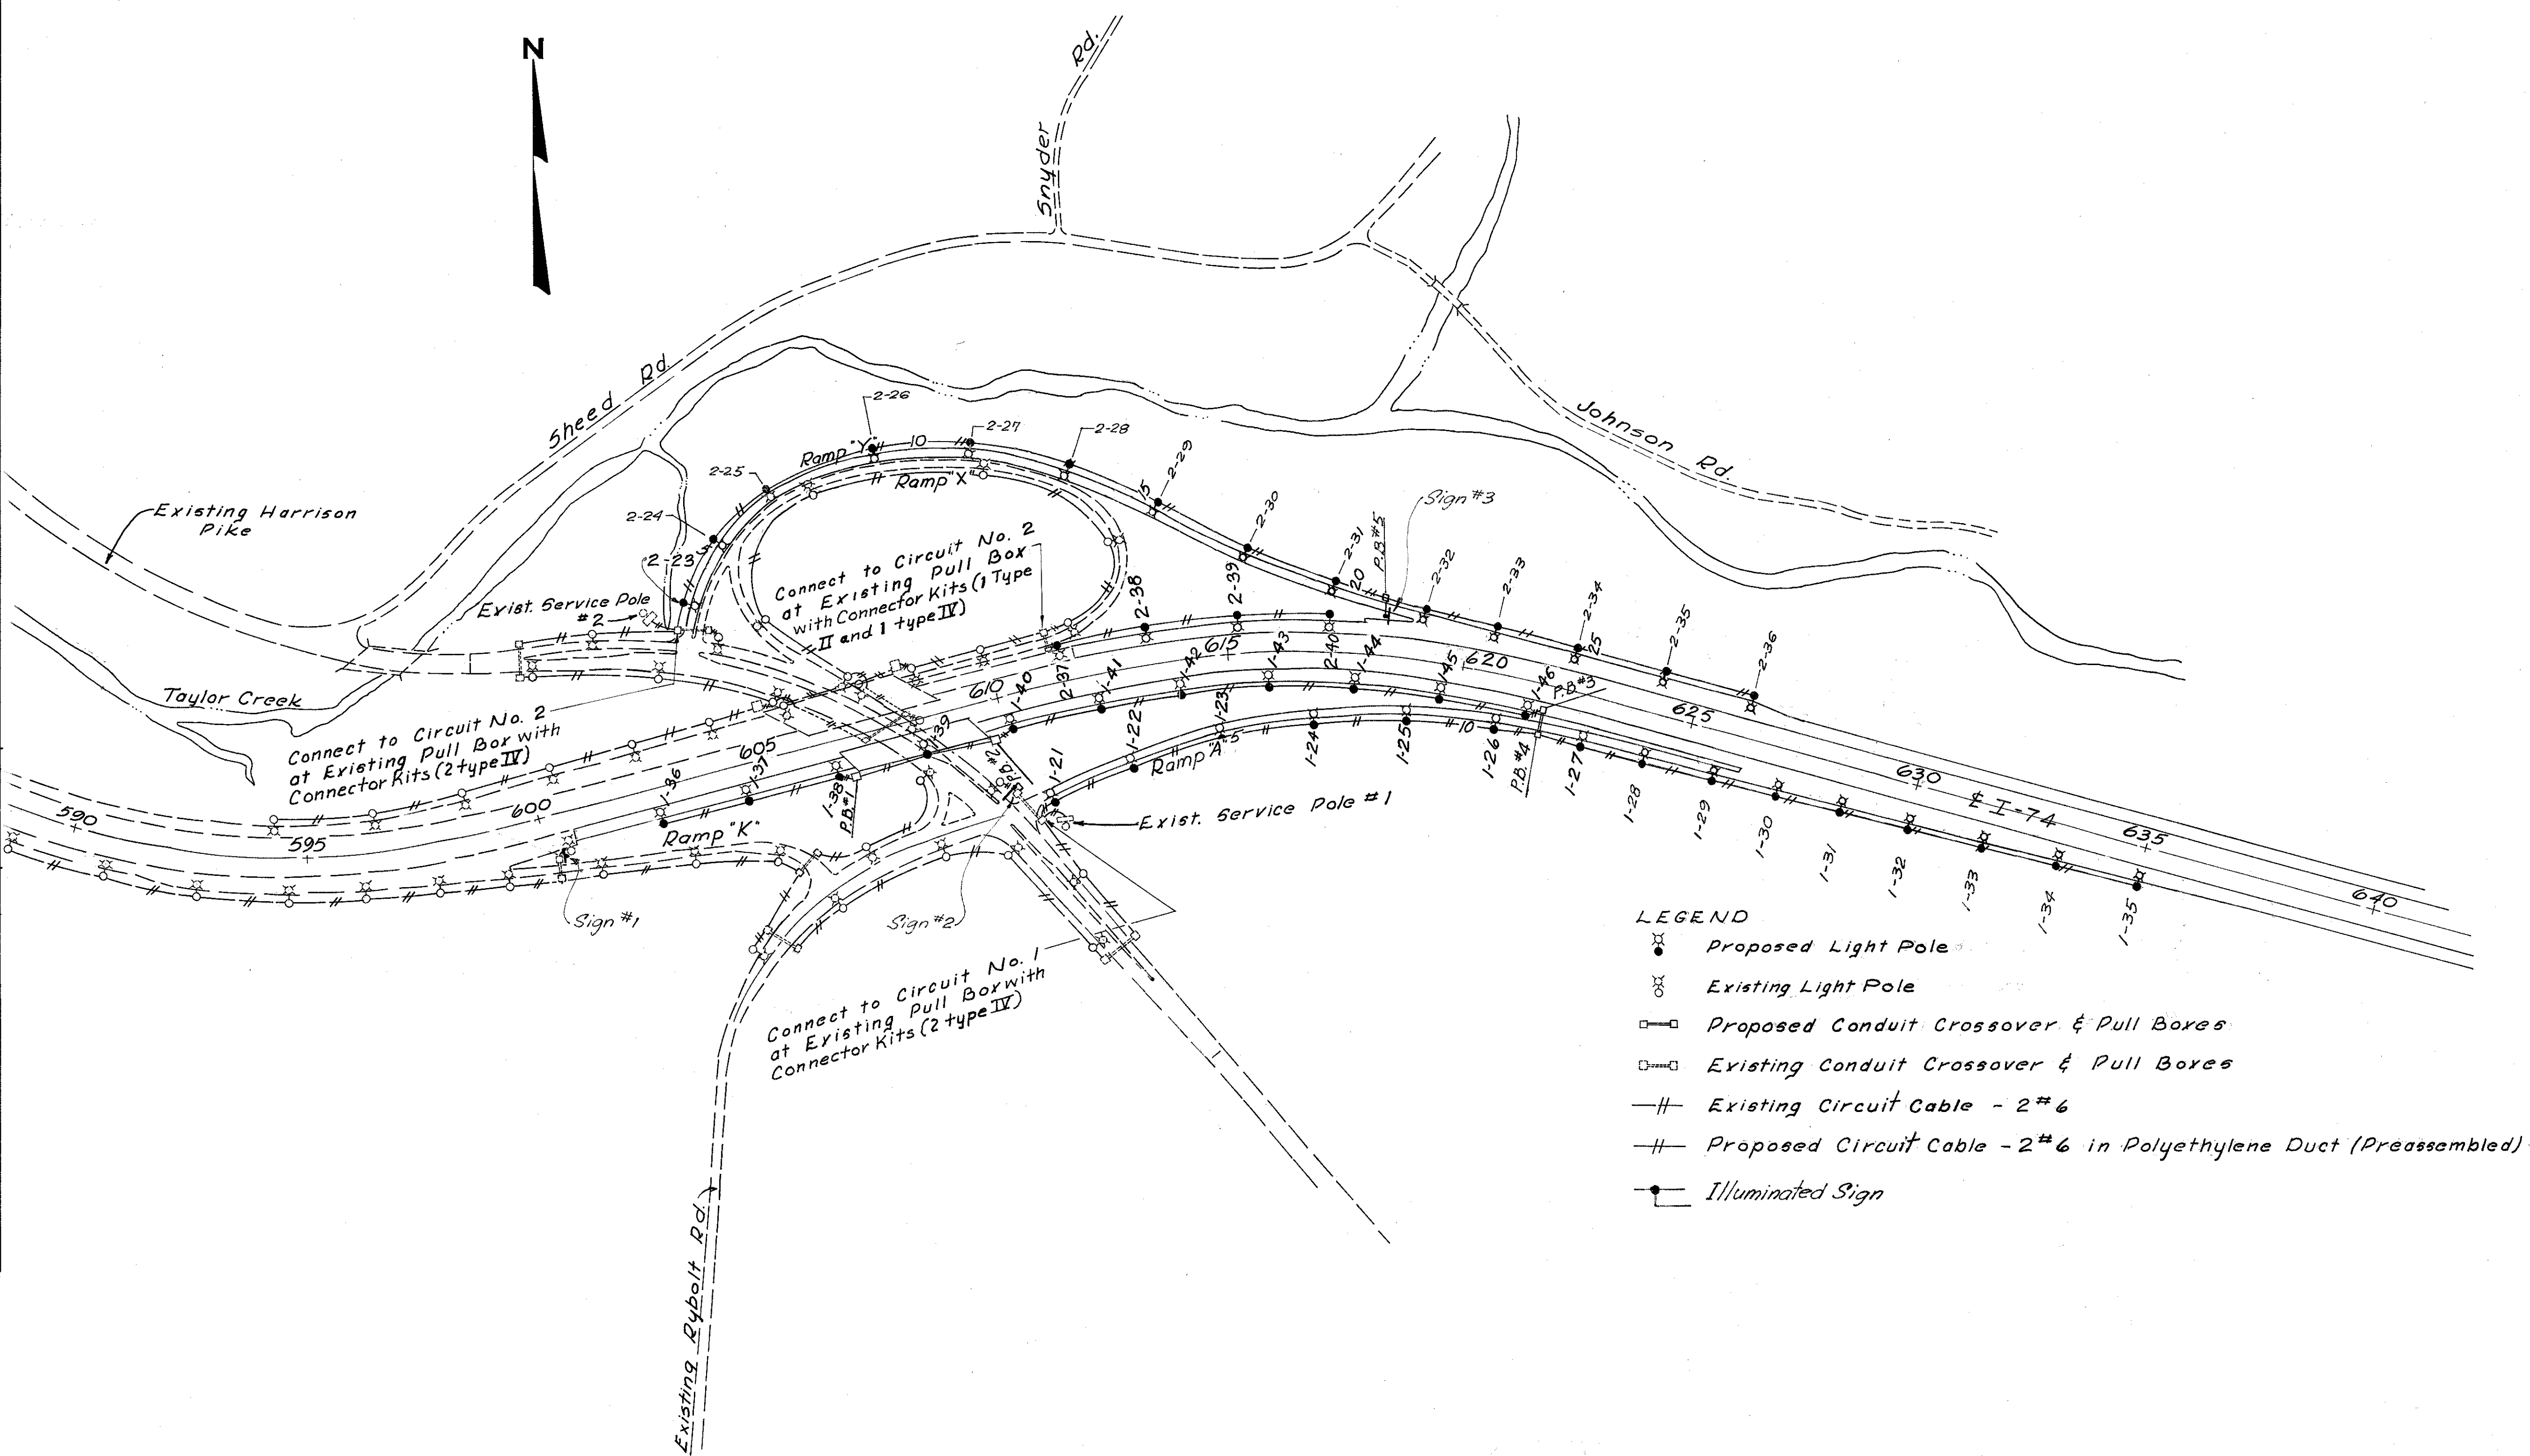 N
Rd.
Snyder
Sheed Rd.
Johnson Rd.
Existing Harrison
Pike
2-26
10
2-27
2-28
2-29
Ramp "Y"
Ramp "X"
2-25
2-24
5
2-23
15
2-30
2-31
20
P.B.#5
Sign #3
2-32
2-33
2-34
25
2-35
2-36
Exist. Service Pole
#2
Connect to Circuit No. 2
at Existing Pull Box
with Connector Kits (1 Type
II and 1 type IV)
2-38
2-39
2-40
2-37
Taylor Creek
Connect to Circuit No. 2
at Existing Pull Box with
Connector Kits (2 type IV)
590
595
600
605
610
615
620
625
630
635
640
℄ I-74
1-36
1-37
1-38
P.B.#1
1-39
1-40
1-41
1-42
1-43
1-44
1-45
1-46
P.B.#3
P.B.#2
1-21
1-22
1-23
Ramp "A"
5
1-24
1-25
10
1-26
P.B.#4
1-27
1-28
1-29
1-30
1-31
1-32
1-33
1-34
1-35
Ramp "K"
Exist. Service Pole #1
Sign #1
Sign #2
Connect to Circuit No. 1
at Existing Pull Box with
Connector Kits (2 type IV)
Existing Rybolt Rd.
LEGEND
Proposed Light Pole
Existing Light Pole
Proposed Conduit Crossover & Pull Boxes
Existing Conduit Crossover & Pull Boxes
Existing Circuit Cable - 2#6
Proposed Circuit Cable - 2#6 in Polyethylene Duct (Preassembled)
Illuminated Sign